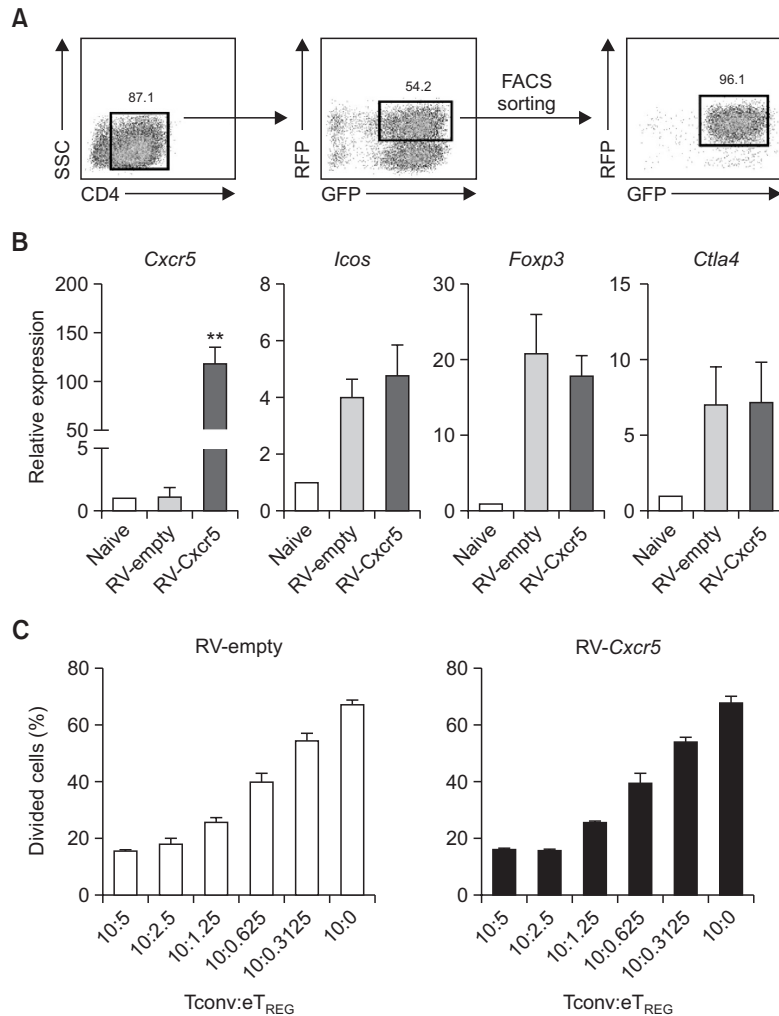 A
87.1
SSC
CD4
54.2
RFP
GFP
FACS
sorting
96.1
RFP
GFP
B
Cxcr5
Relative expression
200
150
100
50
5
0
**
Naive
RV-empty
RV-Cxcr5
Icos
8
6
4
2
0
Naive
RV-empty
RV-Cxcr5
Foxp3
30
20
10
0
Naive
RV-empty
RV-Cxcr5
Ctla4
15
10
5
0
Naive
RV-empty
RV-Cxcr5
C
RV-empty
Divided cells (%)
80
60
40
20
0
10:5
10:2.5
10:1.25
10:0.625
10:0.3125
10:0
Tconv:eTREG
RV-Cxcr5
80
60
40
20
0
10:5
10:2.5
10:1.25
10:0.625
10:0.3125
10:0
Tconv:eTREG